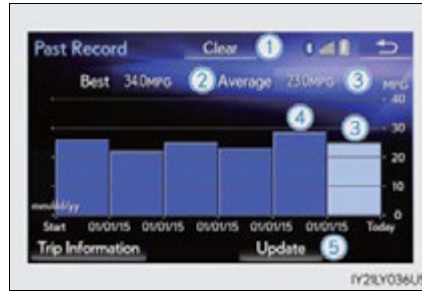 Past Record Clear 1
Best 34.0MPG 2 Average 23.0MPG 3 MPG
40
4 3 30
20
10
mm/dd/yy 0
Start 01/01/15 01/01/15 01/01/15 01/01/15 01/01/15 Today
Trip Information Update 5
IY21LY036US